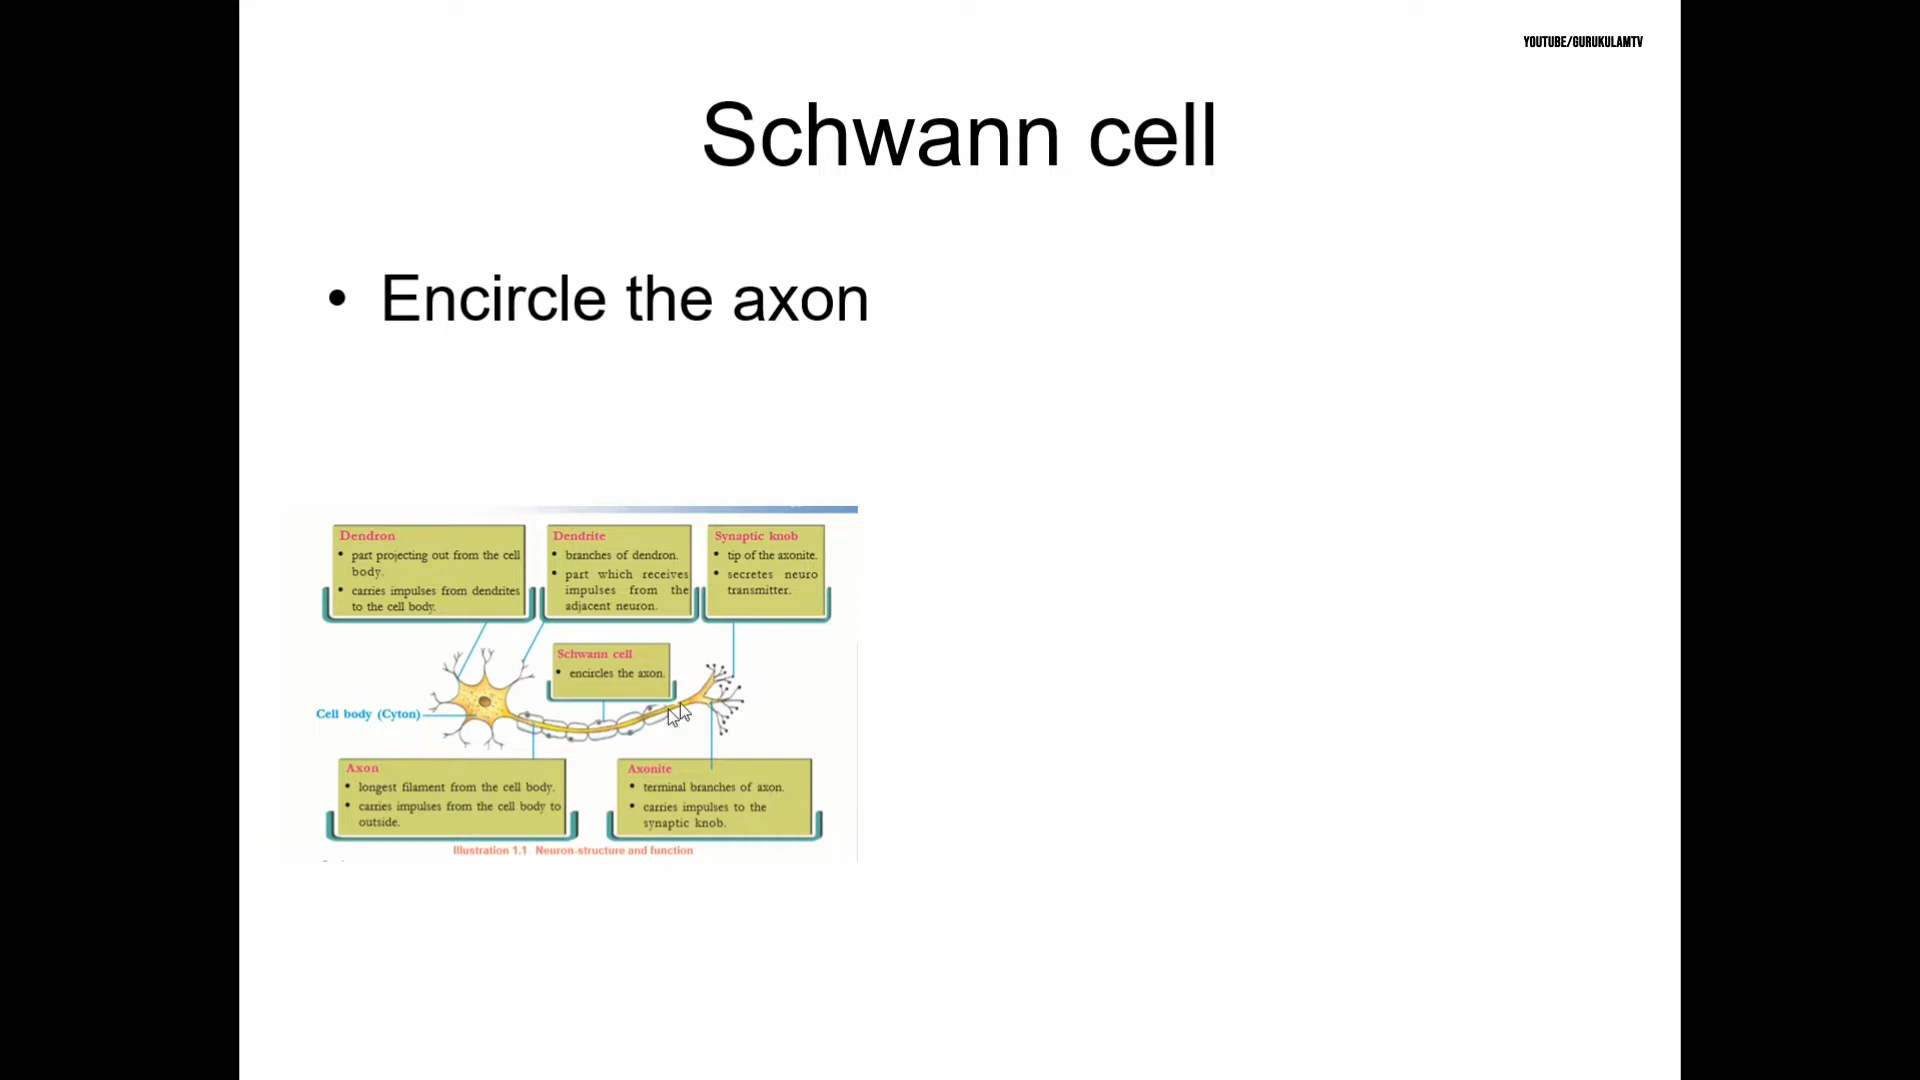 YOUTUBE/GURUKULAMTV
Schwann cell
• Encircle the axon
Dendron
• part projecting out from the cell
body.
• carries impulses from dendrites
to the cell body.
Dendrite
• branches of dendron.
• part which receives
impulses from the
adjacent neuron.
Synaptic knob
• tip of the axonite.
• secretes neuro
transmitter.
Schwann cell
• encircles the axon.
Cell body (Cyton)
Axon
• longest filament from the cell body.
• carries impulses from the cell body to
outside.
Axonite
• terminal branches of axon.
• carries impulses to the
synaptic knob.
Illustration 1.1 Neuron-structure and function